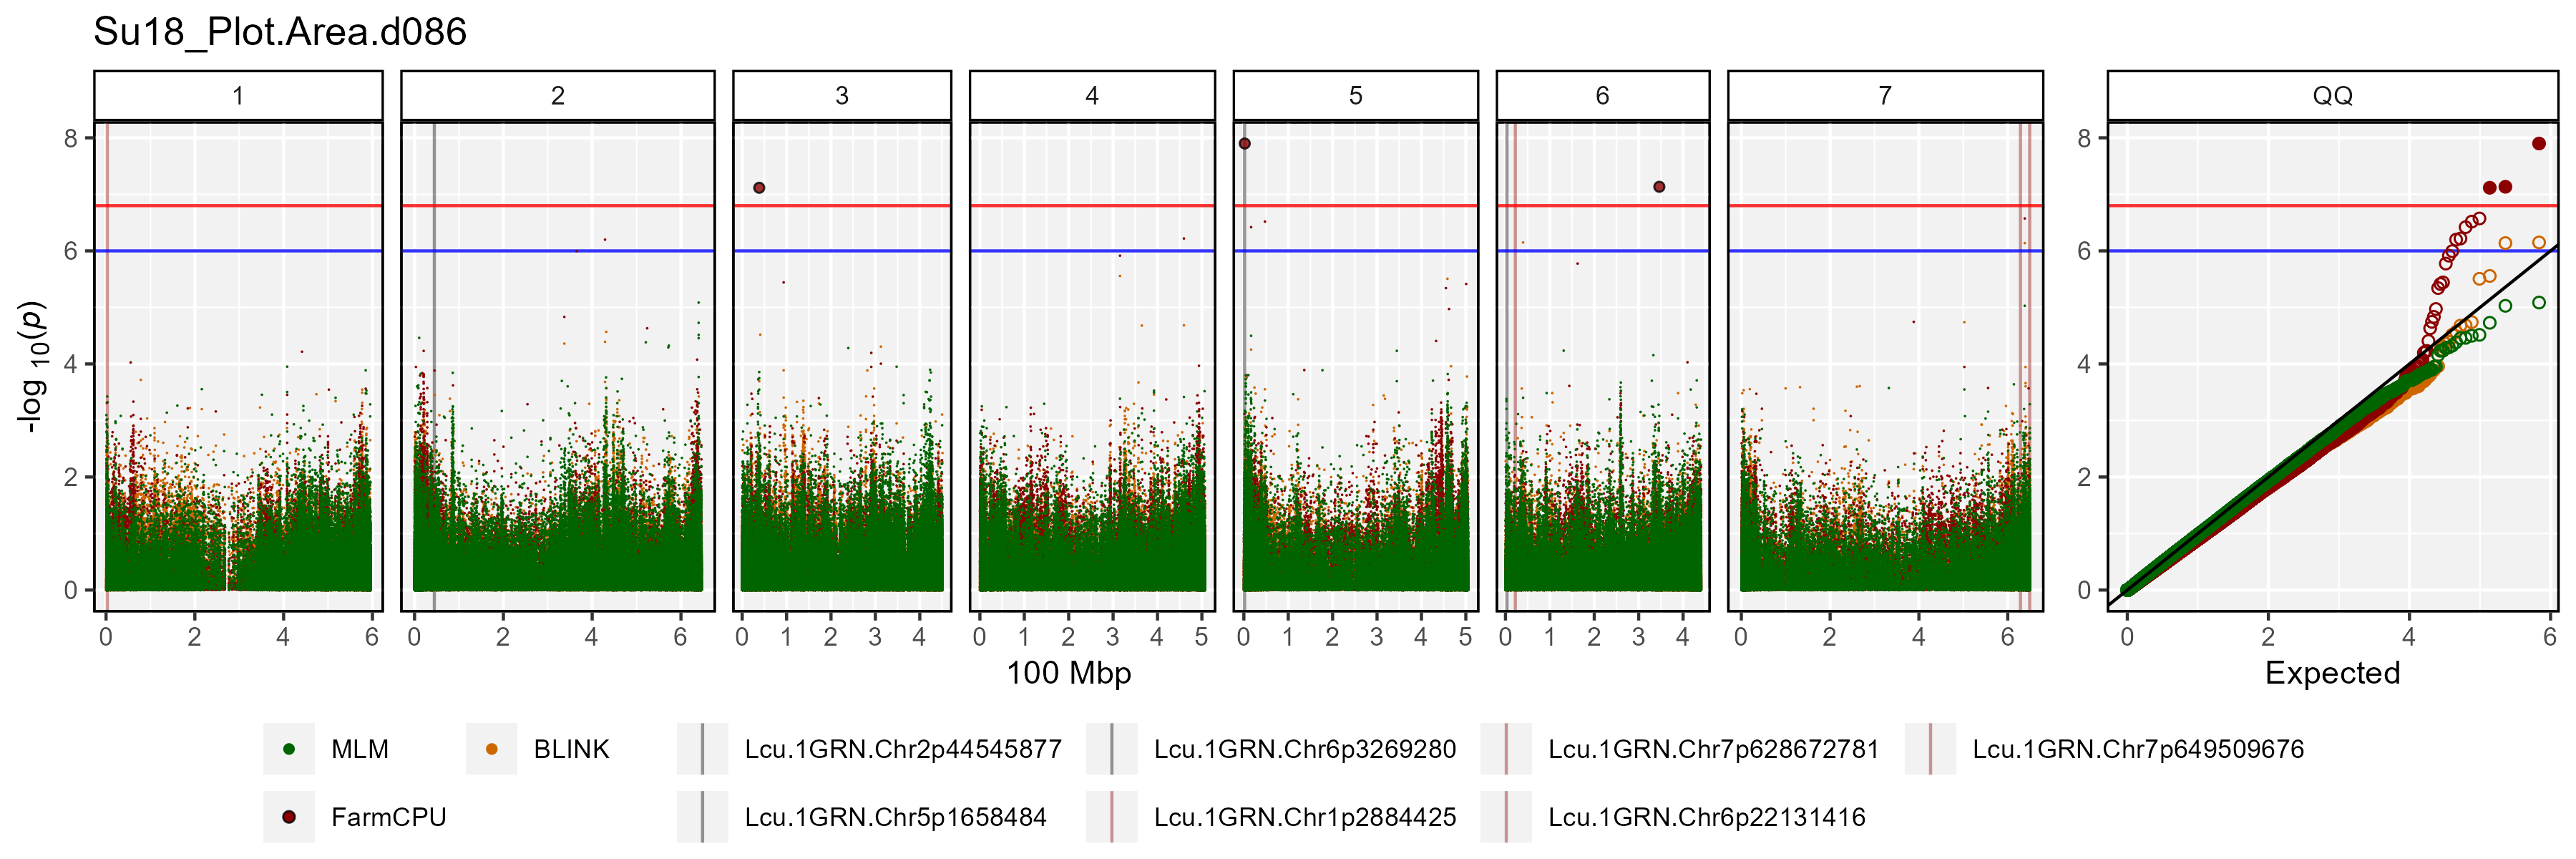 Su18_Plot.Area.d086
1 2 3 4 5 6 7 QQ
8 8
6 6
4 4
2 2
0 0
-log 10(p)
0 2 4 6 0 2 4 6 0 1 2 3 4 0 1 2 3 4 5 0 1 2 3 4 5 0 1 2 3 4 0 2 4 6 0 2 4 6
100 Mbp Expected
MLM BLINK Lcu.1GRN.Chr2p44545877 Lcu.1GRN.Chr6p3269280 Lcu.1GRN.Chr7p628672781 Lcu.1GRN.Chr7p649509676
FarmCPU Lcu.1GRN.Chr5p1658484 Lcu.1GRN.Chr1p2884425 Lcu.1GRN.Chr6p22131416